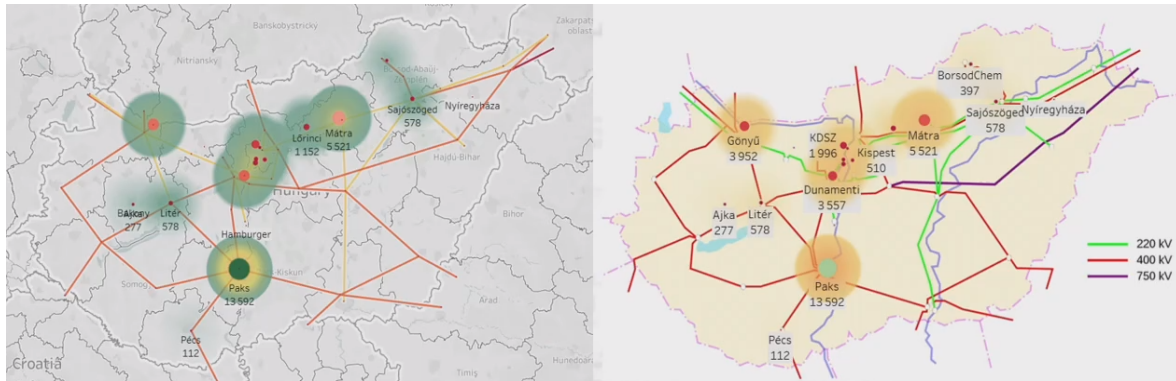 Banskobystrický
Zakarpats
oblast
Nitriansky
Borsod-Abaúj-
Zemplén
Sajószöged
578
Nyíregyháza
Lőrinci
1 152
Mátra
5 521
Hajdú-Bihar
Hungary
Ajka
277
Litér
578
Bihor
Hamburger
Somogy
Kiskun
Paks
13 592
Arad
Pécs
112
Croatia
Timiș
Hunedoara
BorsodChem
397
Sajószöged
578
Nyíregyháza
Gönyű
3 952
KDSZ
1 996
Kispest
510
Mátra
5 521
Dunamenti
3 557
Ajka
277
Litér
578
Paks
13 592
Pécs
112
220 kV
400 kV
750 kV